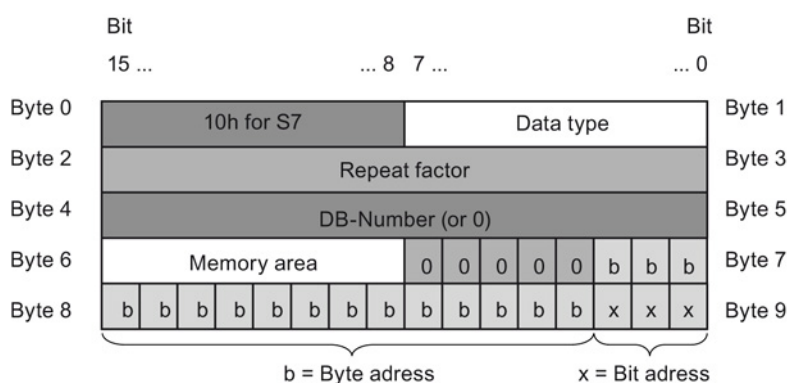 Bit Bit
15 ... ... 8 7 ... ... 0
Byte 0 10h for S7 Data type Byte 1
Byte 2 Repeat factor Byte 3
Byte 4 DB-Number (or 0) Byte 5
Byte 6 Memory area 0 0 0 0 0 b b b Byte 7
Byte 8 b b b b b b b b b b b b b x x x Byte 9
b = Byte adress x = Bit adress